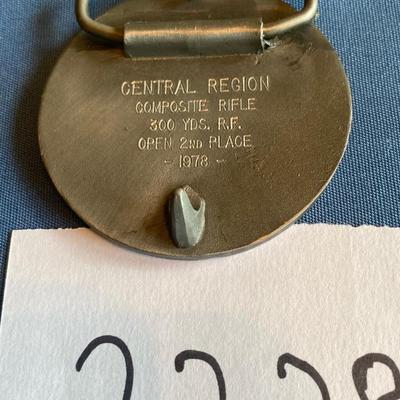 CENTRAL REGION
COMPOSITE RIFLE
300 YDS. R.F.
OPEN 2ND PLACE
- 1978 -